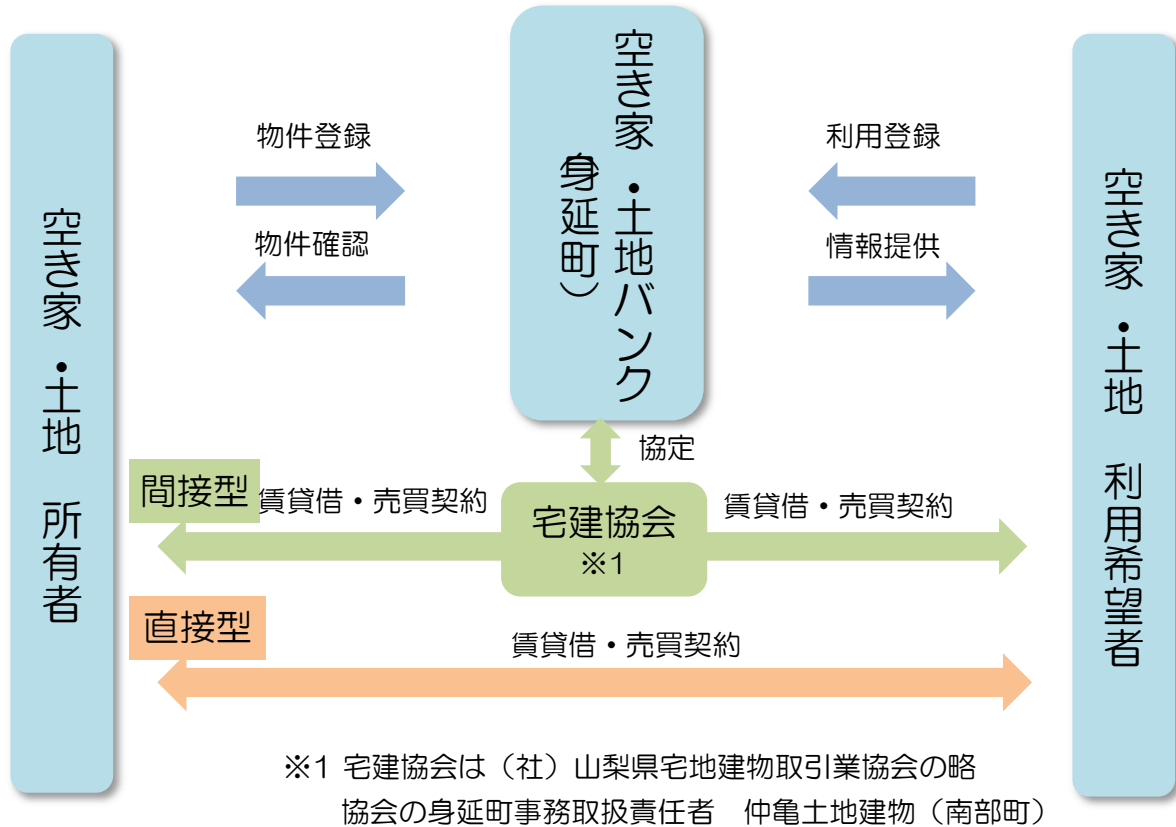 空き家・土地 所有者
物件登録
物件確認
空き家・土地バンク
身延町）
利用登録
情報提供
空き家・土地 利用希望者
協定
間接型
賃貸借・売買契約
宅建協会
※1
賃貸借・売買契約
直接型
賃貸借・売買契約
※1 宅建協会は（社）山梨県宅地建物取引業協会の略
協会の身延町事務取扱責任者 仲亀土地建物（南部町）